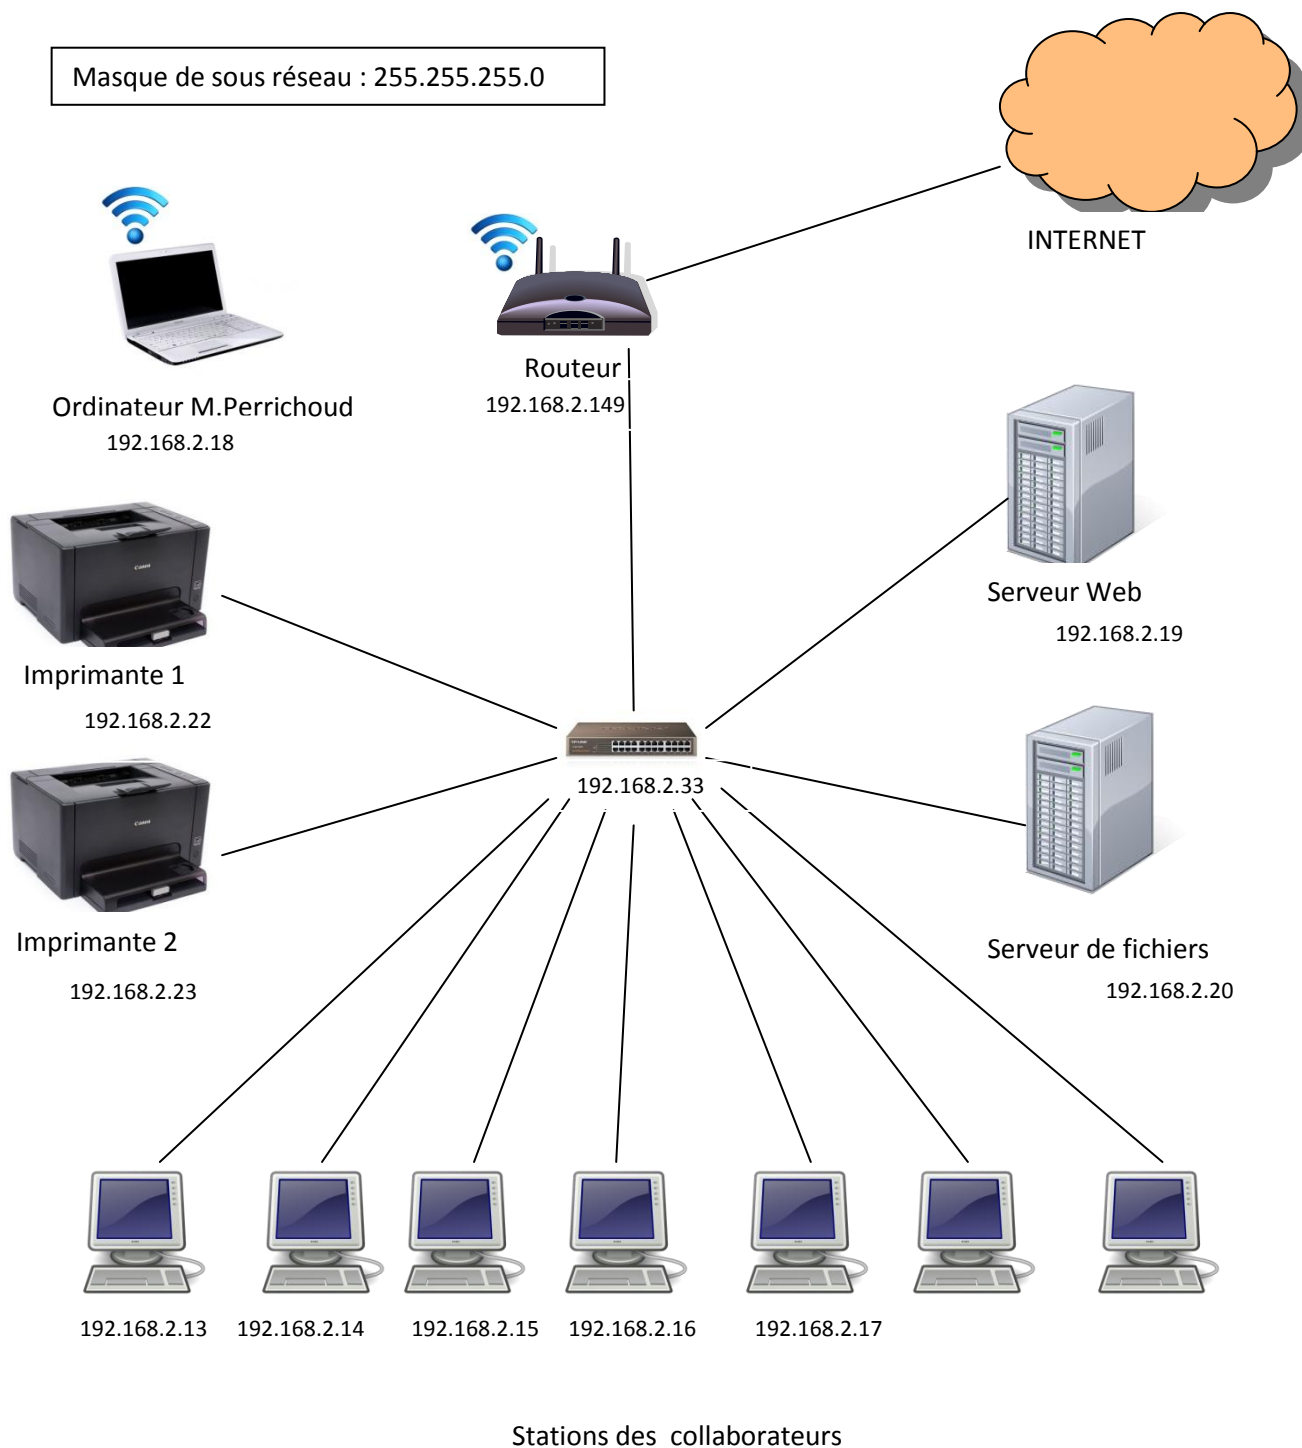 Masque de sous réseau : 255.255.255.0
INTERNET
Routeur
192.168.2.149
Ordinateur M.Perrichoud
192.168.2.18
Serveur Web
192.168.2.19
Canon
Imprimante 1
192.168.2.22
192.168.2.33
Canon
Imprimante 2
192.168.2.23
Serveur de fichiers
192.168.2.20
192.168.2.13
192.168.2.14
192.168.2.15
192.168.2.16
192.168.2.17
Stations des collaborateurs